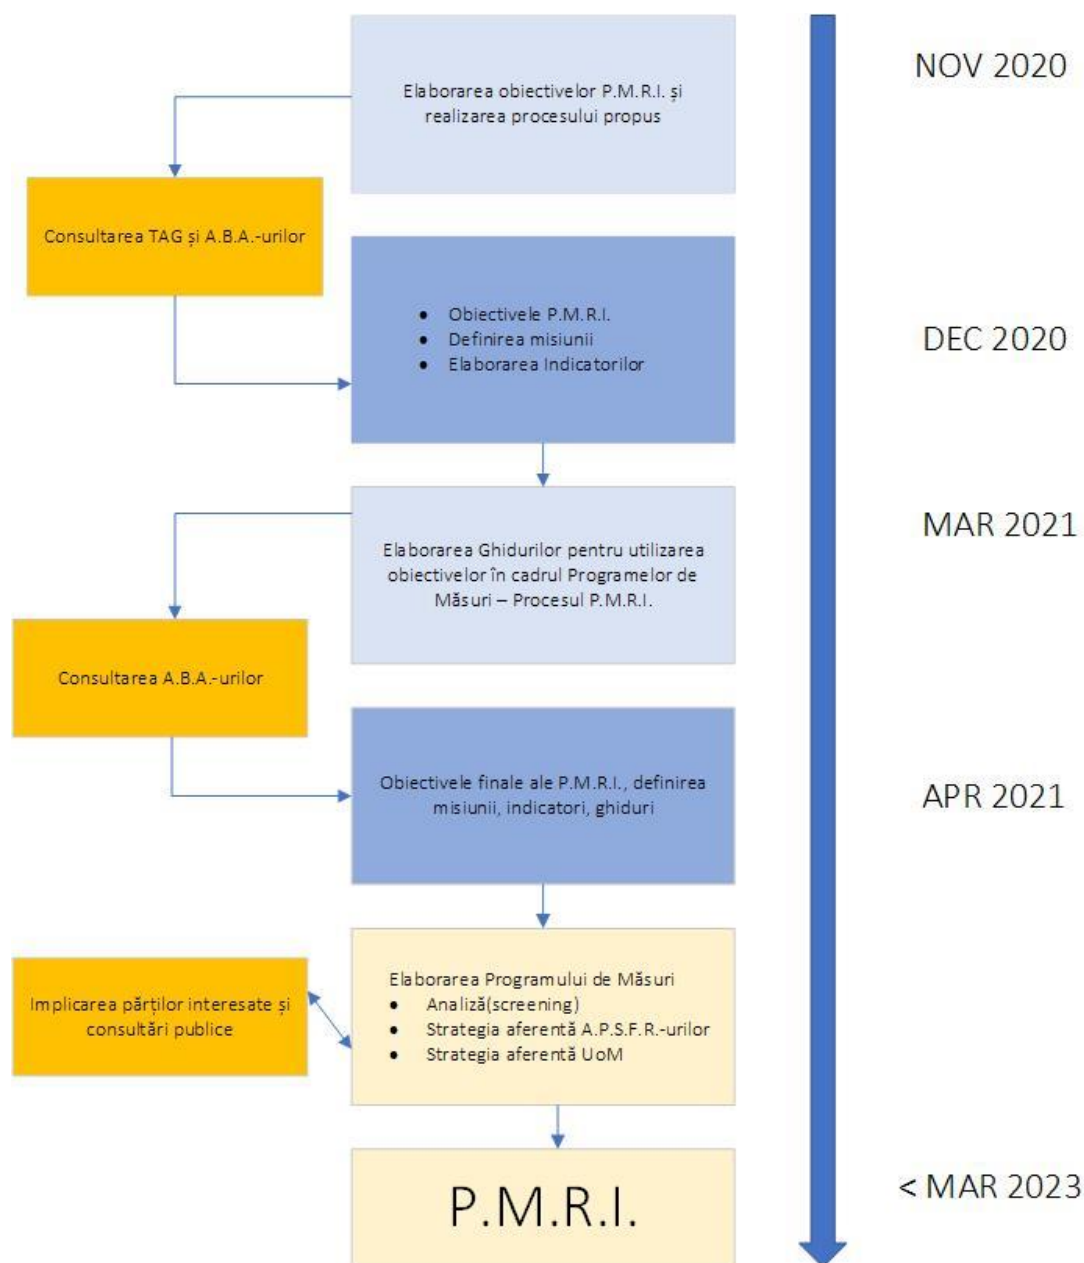 NOV 2020
Elaborarea obiectivelor P.M.R.I. și
realizarea procesului propus
Consultarea TAG și A.B.A.-urilor
● Obiectivele P.M.R.I.
● Definirea misiunii
● Elaborarea Indicatorilor
DEC 2020
MAR 2021
Elaborarea Ghidurilor pentru utilizarea
obiectivelor în cadrul Programelor de
Măsuri – Procesul P.M.R.I.
Consultarea A.B.A.-urilor
Obiectivele finale ale P.M.R.I., definirea
misiunii, indicatori, ghiduri
APR 2021
Elaborarea Programului de Măsuri
● Analiză(screening)
● Strategia aferentă A.P.S.F.R.-urilor
● Strategia aferentă UoM
Implicarea părților interesate și
consultări publice
P.M.R.I.
< MAR 2023